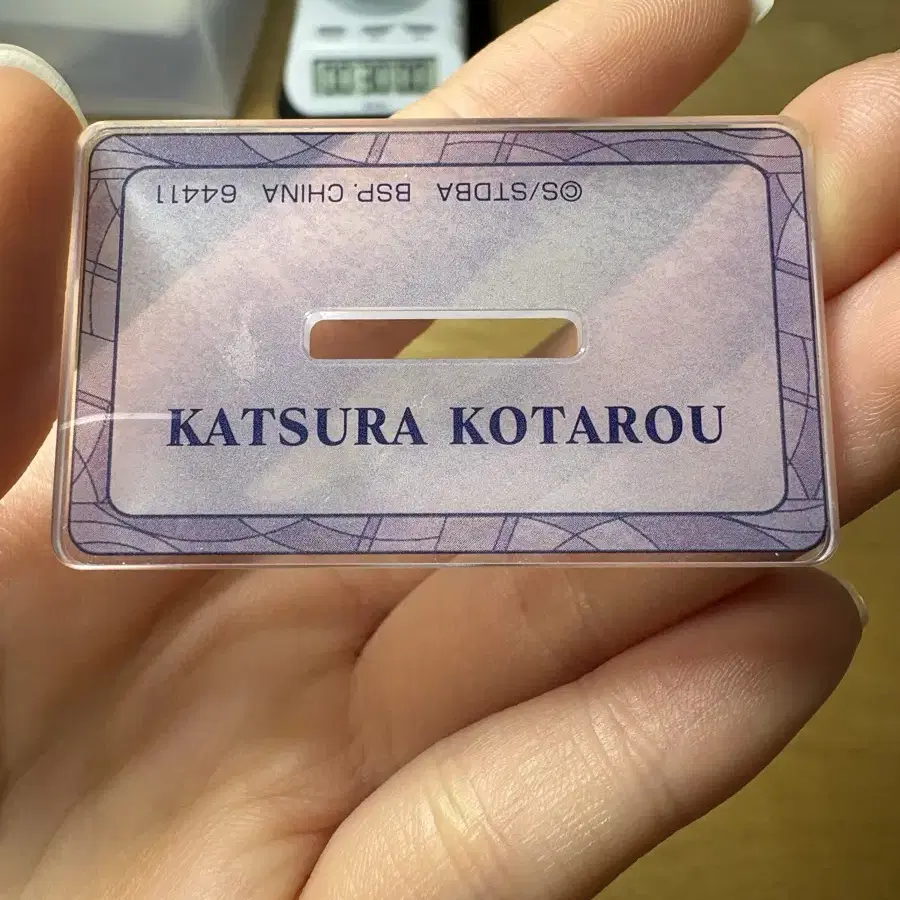 ©S/STDBA BSP. CHINA 64411
KATSURA KOTAROU